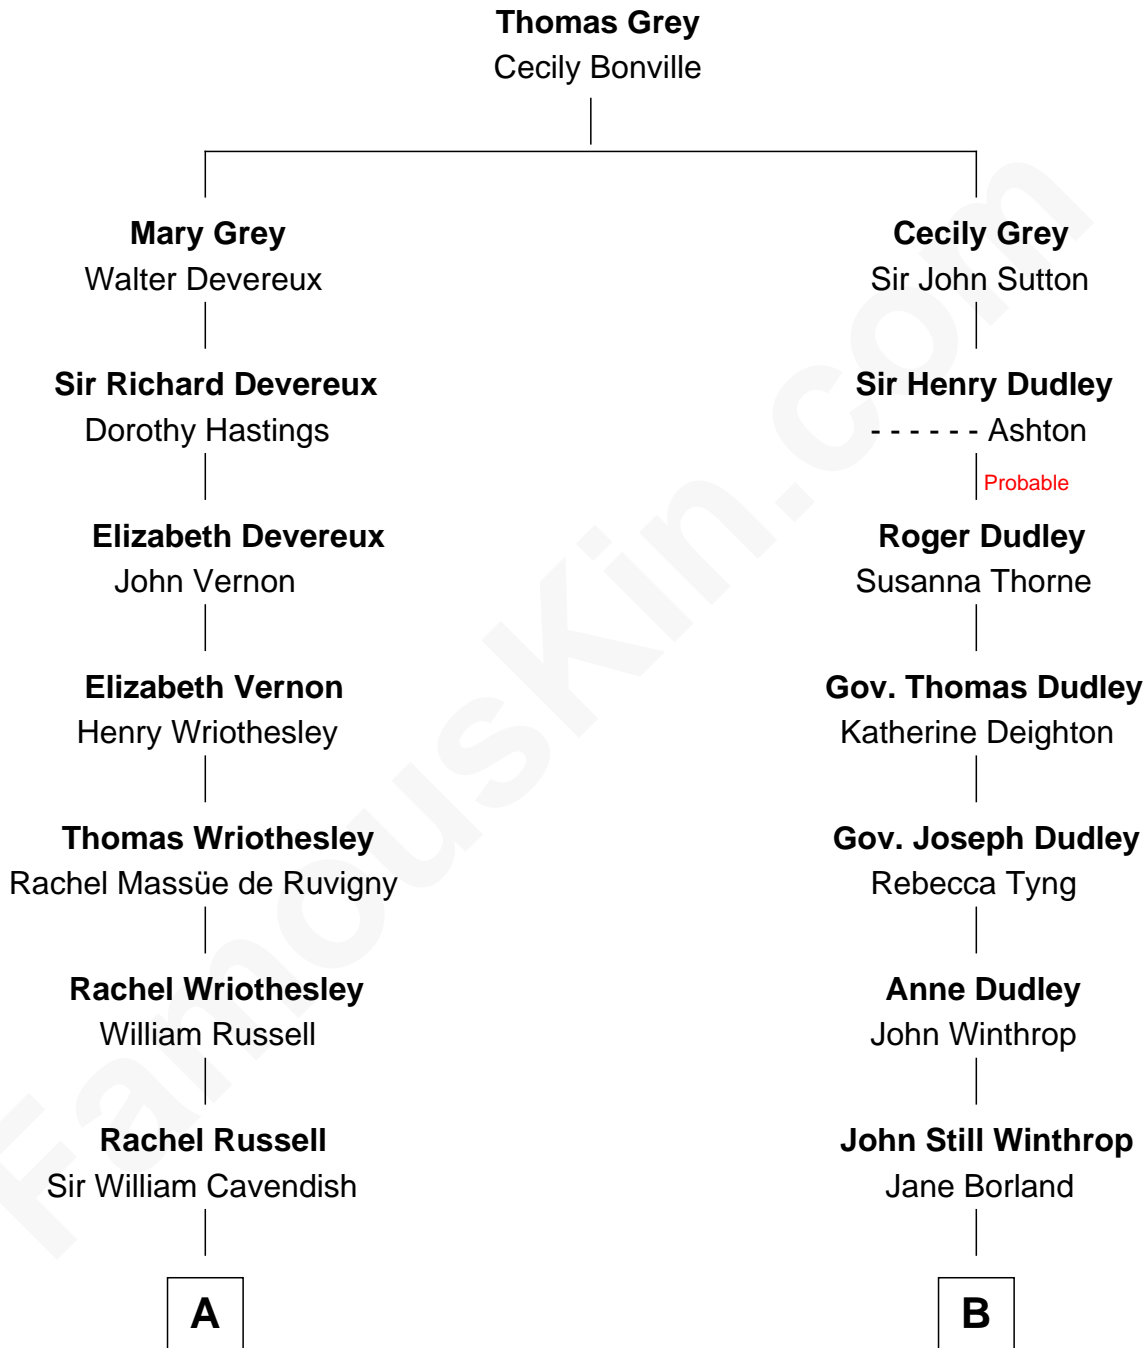 Thomas Grey
Cecily Bonville
Mary Grey
Walter Devereux
Cecily Grey
Sir John Sutton
Sir Richard Devereux
Dorothy Hastings
Sir Henry Dudley
- - - - - - Ashton
Probable
Elizabeth Devereux
John Vernon
Roger Dudley
Susanna Thorne
Elizabeth Vernon
Henry Wriothesley
Gov. Thomas Dudley
Katherine Deighton
Thomas Wriothesley
Rachel Massüe de Ruvigny
Gov. Joseph Dudley
Rebecca Tyng
Rachel Wriothesley
William Russell
Anne Dudley
John Winthrop
Rachel Russell
Sir William Cavendish
John Still Winthrop
Jane Borland
A
B
FamousKin.com